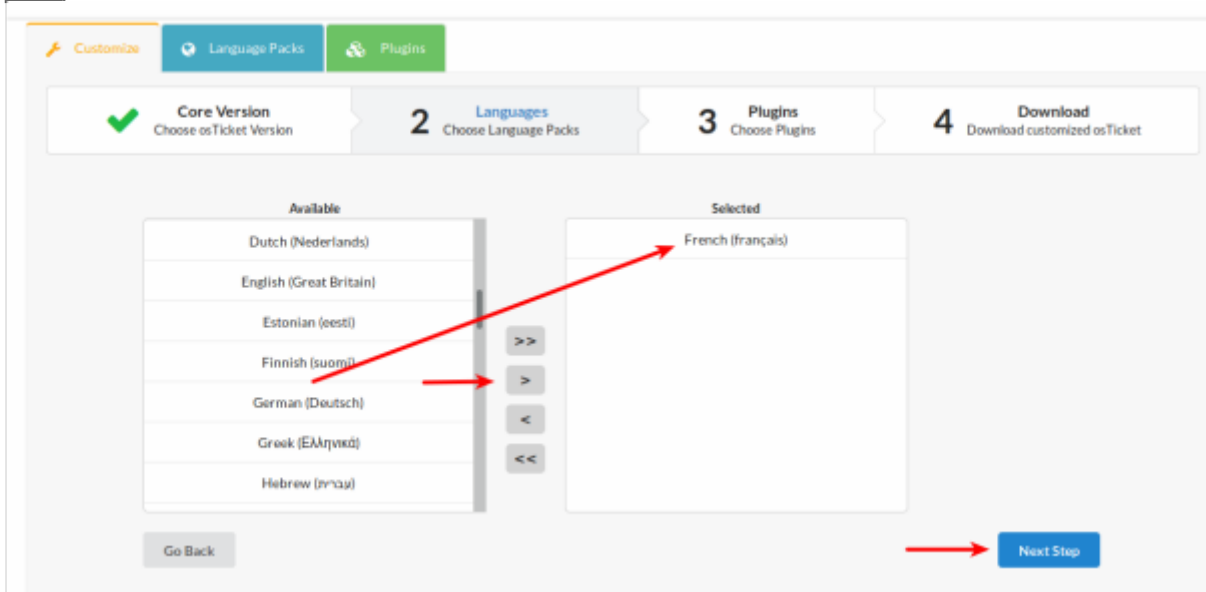 Customize
Language Packs
Plugins
Core Version
Choose osTicket Version
2
Languages
Choose Language Packs
3
Plugins
Choose Plugins
4
Download
Download customized osTicket
Available
Dutch (Nederlands)
English (Great Britain)
Estonian (eesti)
Finnish (suomi)
German (Deutsch)
Greek (Ελληνικά)
Hebrew (עברית)
>>
>
<
<<
Selected
French (français)
Go Back
Next Step